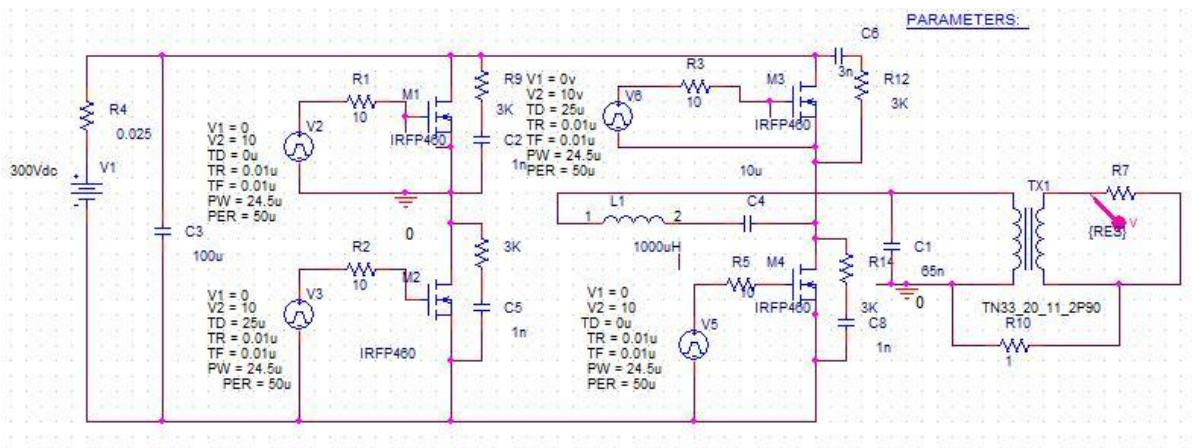 PARAMETERS:
C6
3n
R4
0.025
R1
10
M1
IRFP460
R9
3K
C2
1n
V1 = 0v
V2 = 10v
TD = 25u
TR = 0.01u
TF = 0.01u
PW = 24.5u
PER = 50u
V6
R3
10
M3
IRFP460
R12
3K
V2
V1 = 0
V2 = 10
TD = 0u
TR = 0.01u
TF = 0.01u
PW = 24.5u
PER = 50u
300Vdc
V1
10u
TX1
R7
V
{RES}
L1
1
2
1000uH
C4
C3
100u
0
R2
10
M2
IRFP460
3K
C5
1n
V3
V1 = 0
V2 = 10
TD = 25u
TR = 0.01u
TF = 0.01u
PW = 24.5u
PER = 50u
R5
10
M4
IRFP460
R14
3K
C8
1n
C1
65n
0
TN33_20_11_2P90
R10
1
V1 = 0
V2 = 10
TD = 0u
TR = 0.01u
TF = 0.01u
PW = 24.5u
PER = 50u
V5